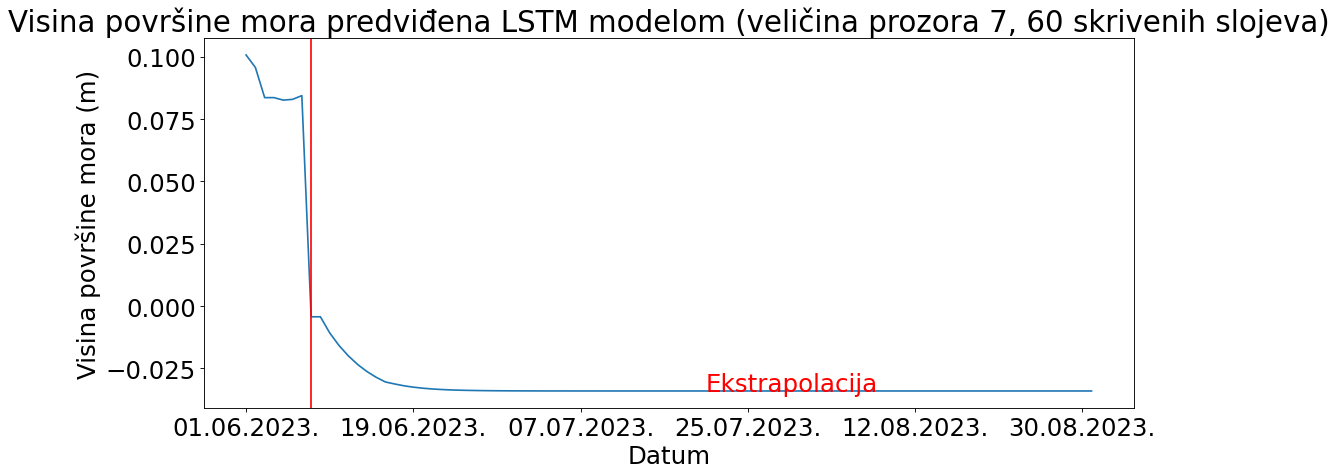 Visina površine mora predviđena LSTM modelom (veličina prozora 7, 60 skrivenih slojeva)
Visina površine mora (m)
0.100
0.075
0.050
0.025
0.000
−0.025
Ekstrapolacija
01.06.2023. 19.06.2023. 07.07.2023. 25.07.2023. 12.08.2023. 30.08.2023.
Datum